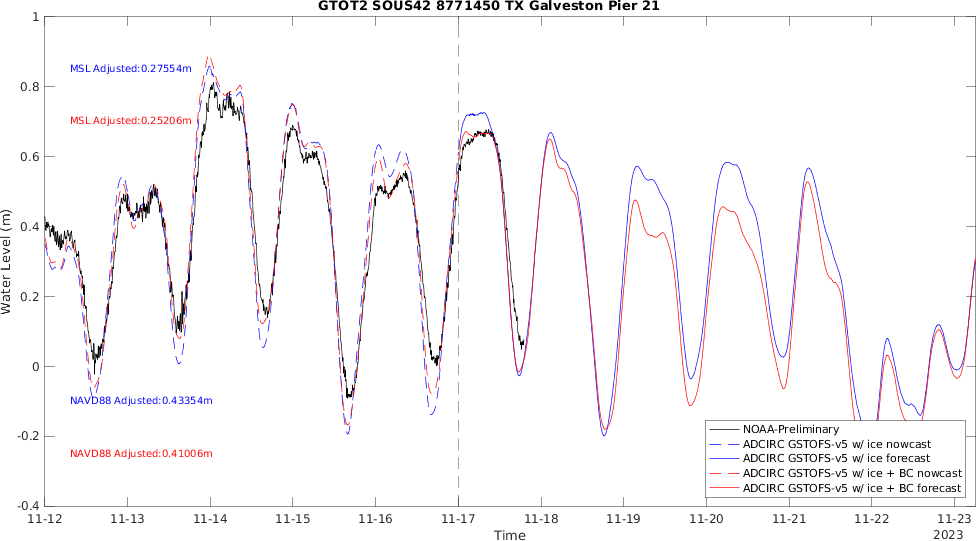 GTOT2 SOUS42 8771450 TX Galveston Pier 21
1
0.8
0.6
0.4
0.2
0
-0.2
-0.4
Water Level (m)
MSL Adjusted:0.27554m
MSL Adjusted:0.25206m
NAVD88 Adjusted:0.43354m
NAVD88 Adjusted:0.41006m
NOAA-Preliminary
ADCIRC GSTOFS-v5 w/ ice nowcast
ADCIRC GSTOFS-v5 w/ ice forecast
ADCIRC GSTOFS-v5 w/ ice + BC nowcast
ADCIRC GSTOFS-v5 w/ ice + BC forecast
11-12 11-13 11-14 11-15 11-16 11-17 11-18 11-19 11-20 11-21 11-22 11-23
Time
2023